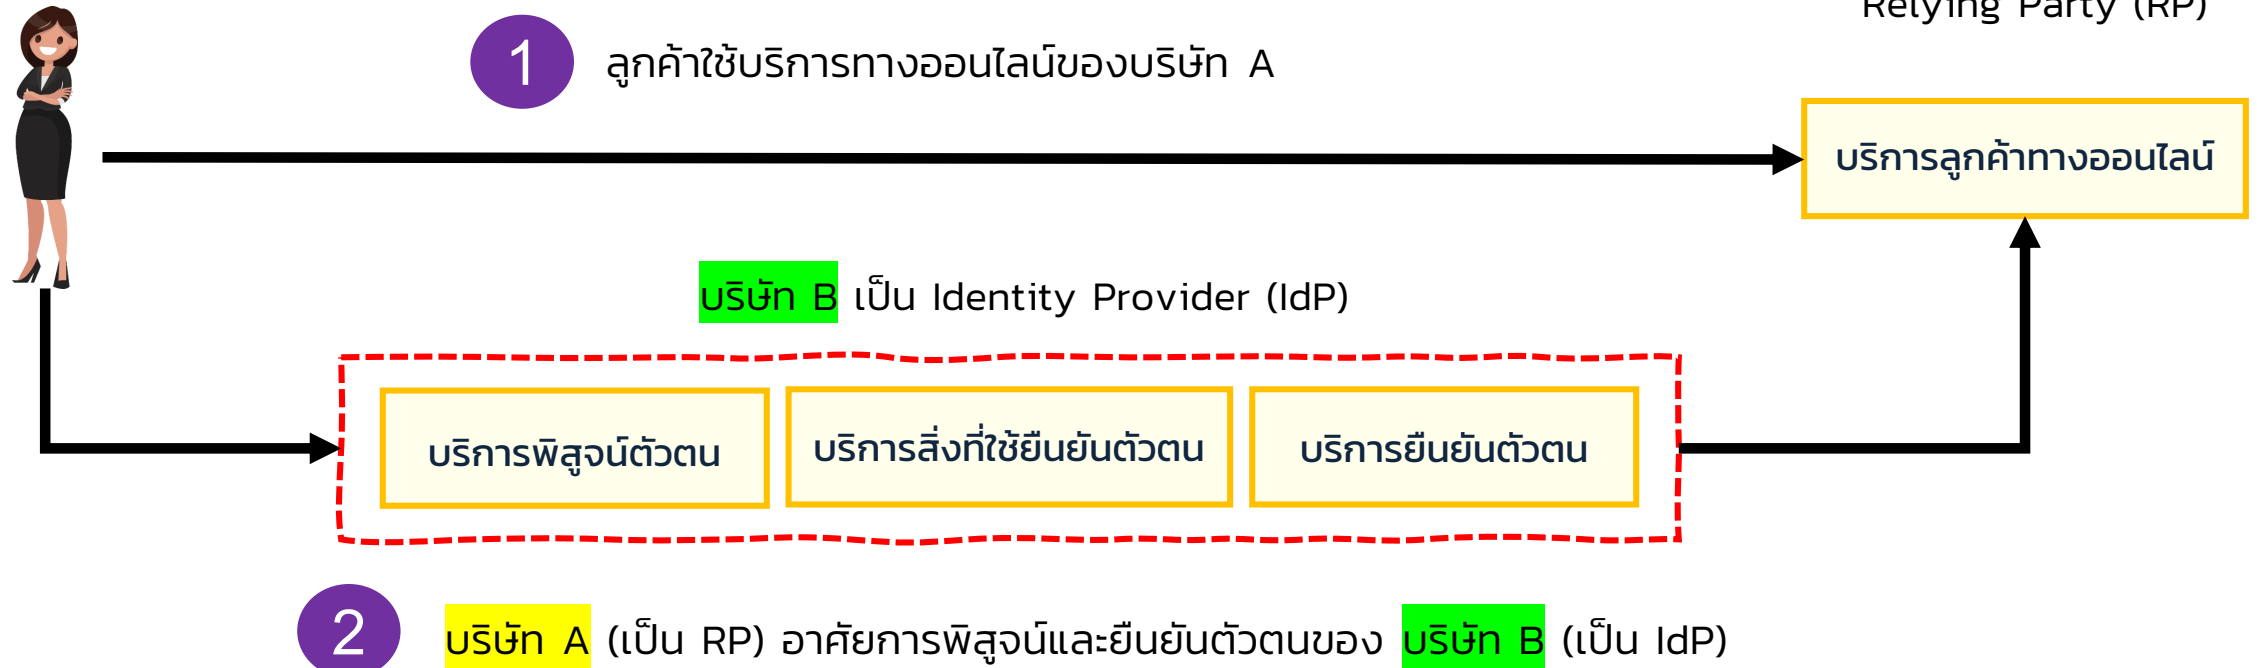 Relying Party (RP)
1
ลูกค้าใช้บริการทางออนไลน์ของบริษัท A
บริการลูกค้าทางออนไลน์
บริษัท B เป็น Identity Provider (IdP)
บริการพิสูจน์ตัวตน
บริการสิ่งที่ใช้ยืนยันตัวตน
บริการยืนยันตัวตน
2
บริษัท A (เป็น RP) อาศัยการพิสูจน์และยืนยันตัวตนของ บริษัท B (เป็น IdP)